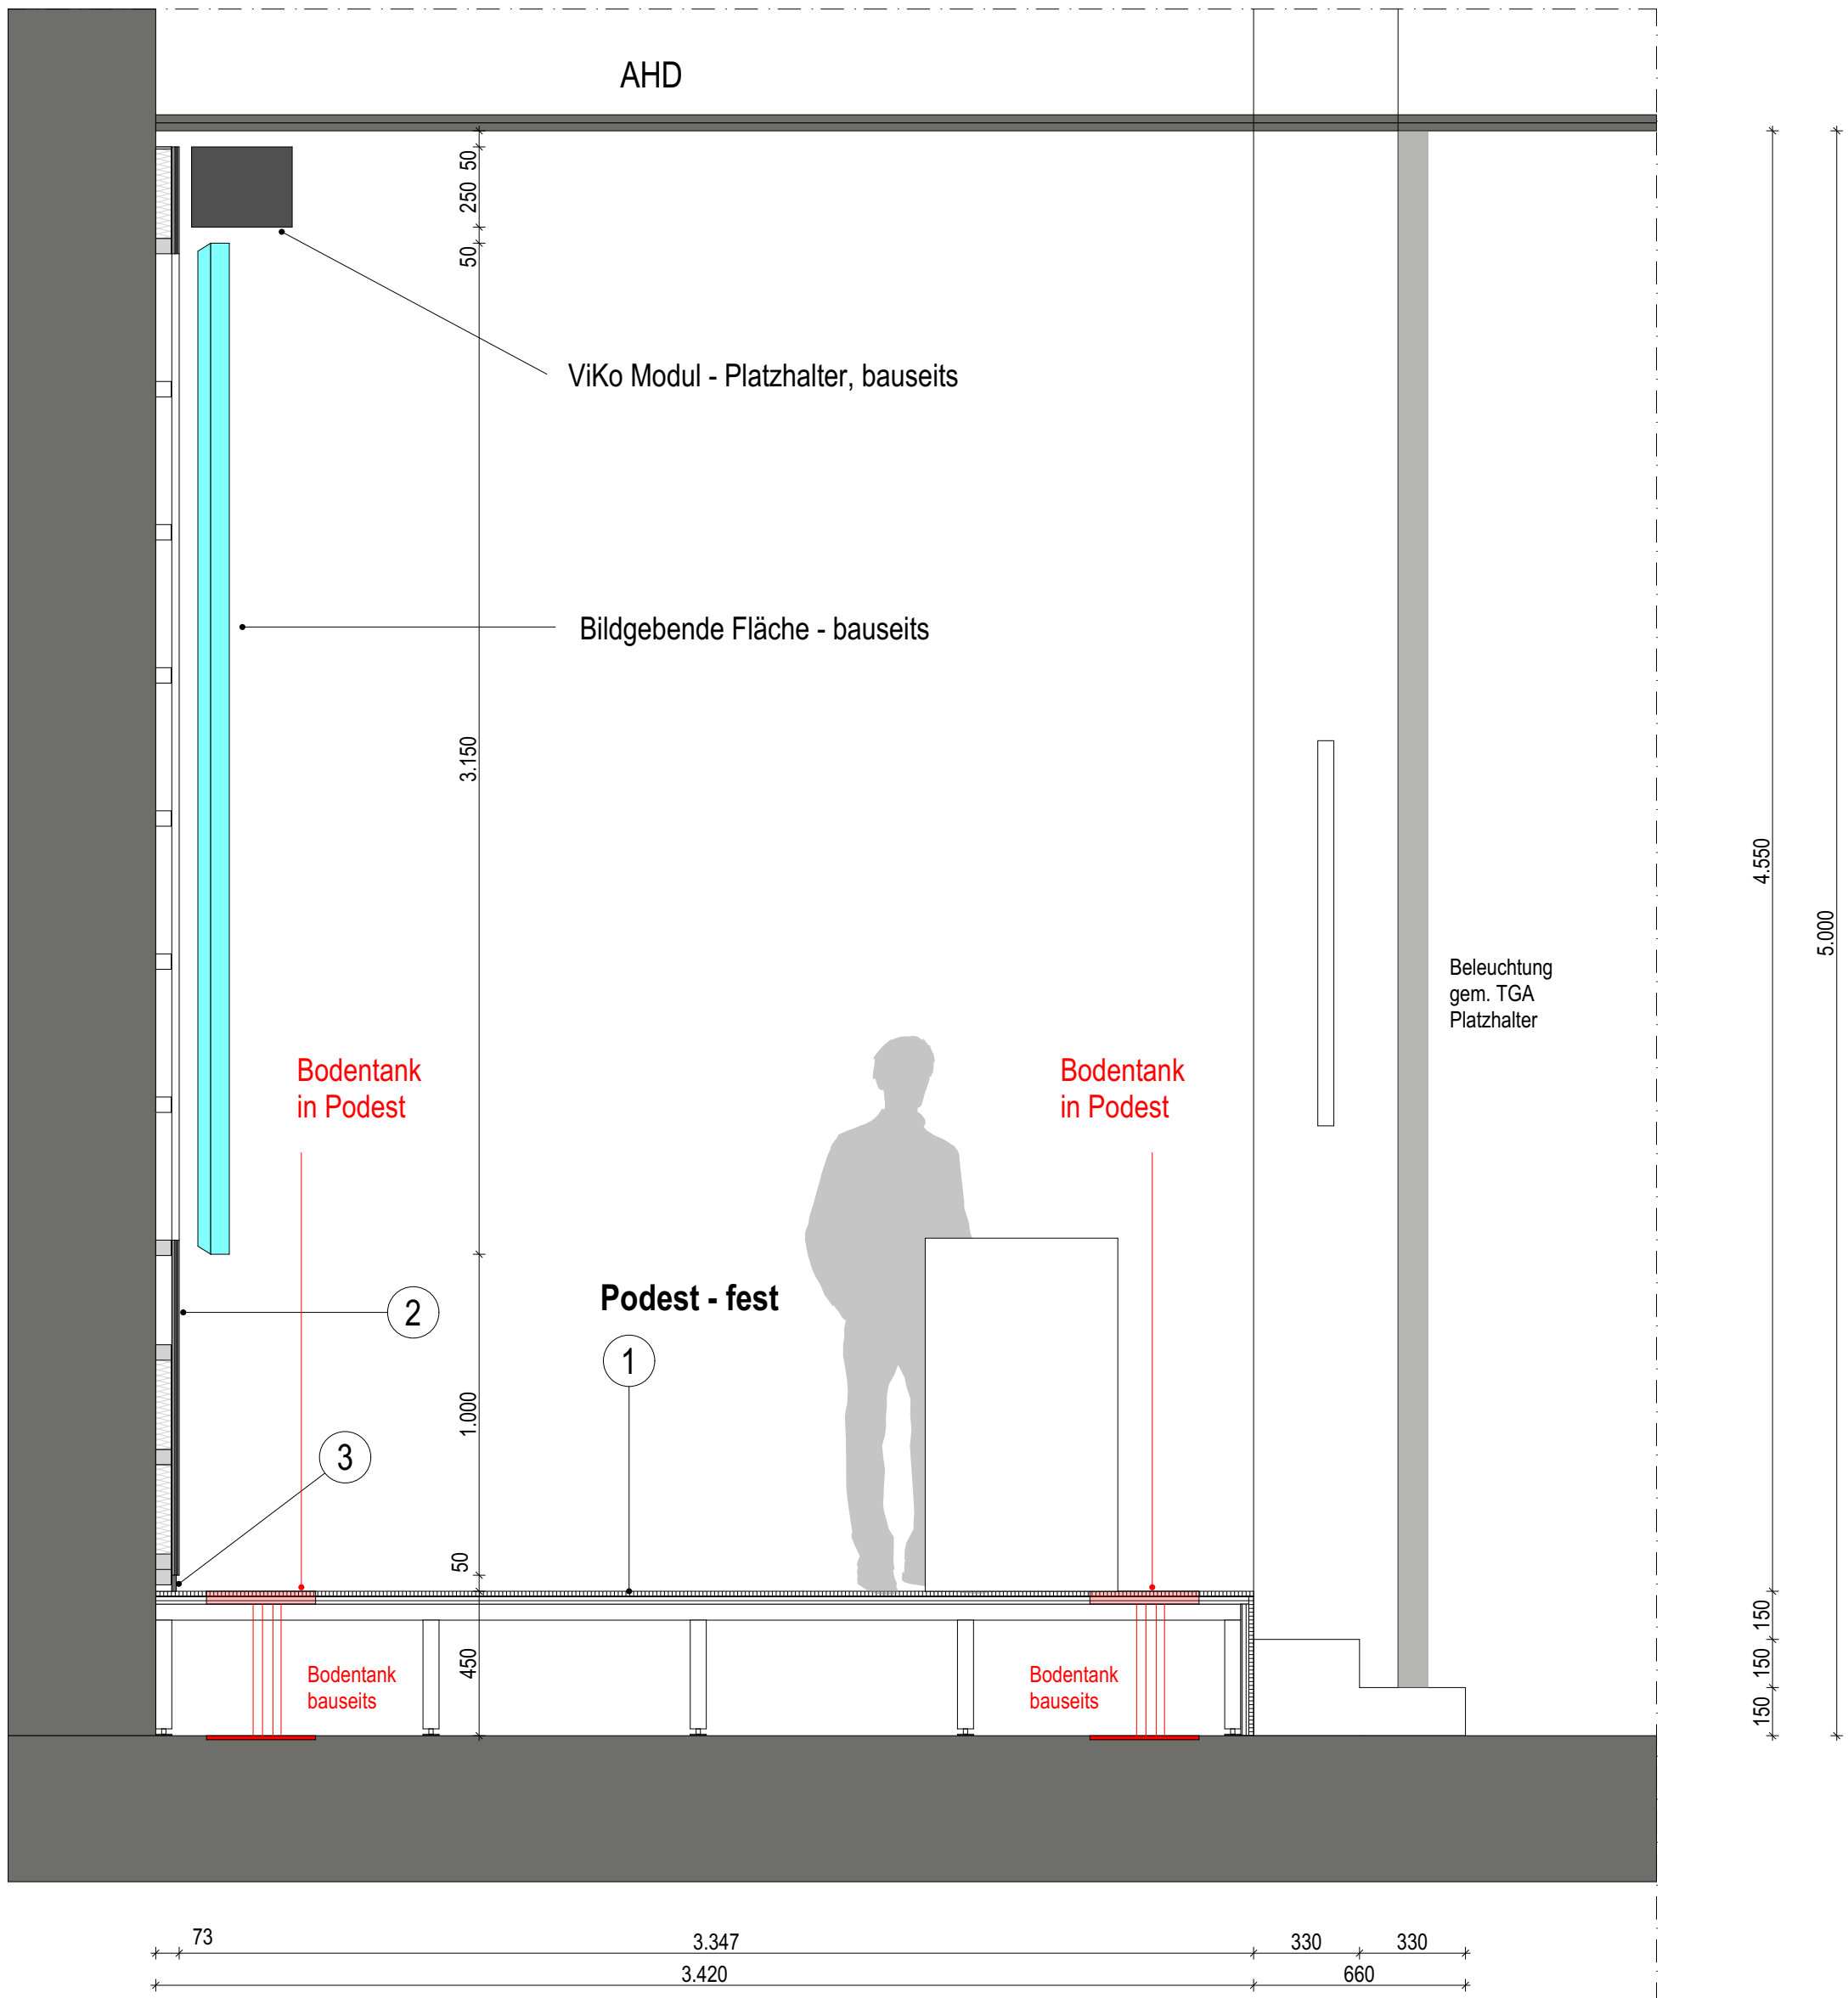 AHD
50
250
50
ViKo Modul - Platzhalter, bauseits
Bildgebende Fläche - bauseits
3.150
4.550
5.000
Beleuchtung
gem. TGA
Platzhalter
Bodentank
in Podest
Bodentank
in Podest
Podest - fest
2
1
3
1.000
50
450
Bodentank
bauseits
Bodentank
bauseits
150
150
150
73
3.347
330
330
3.420
660